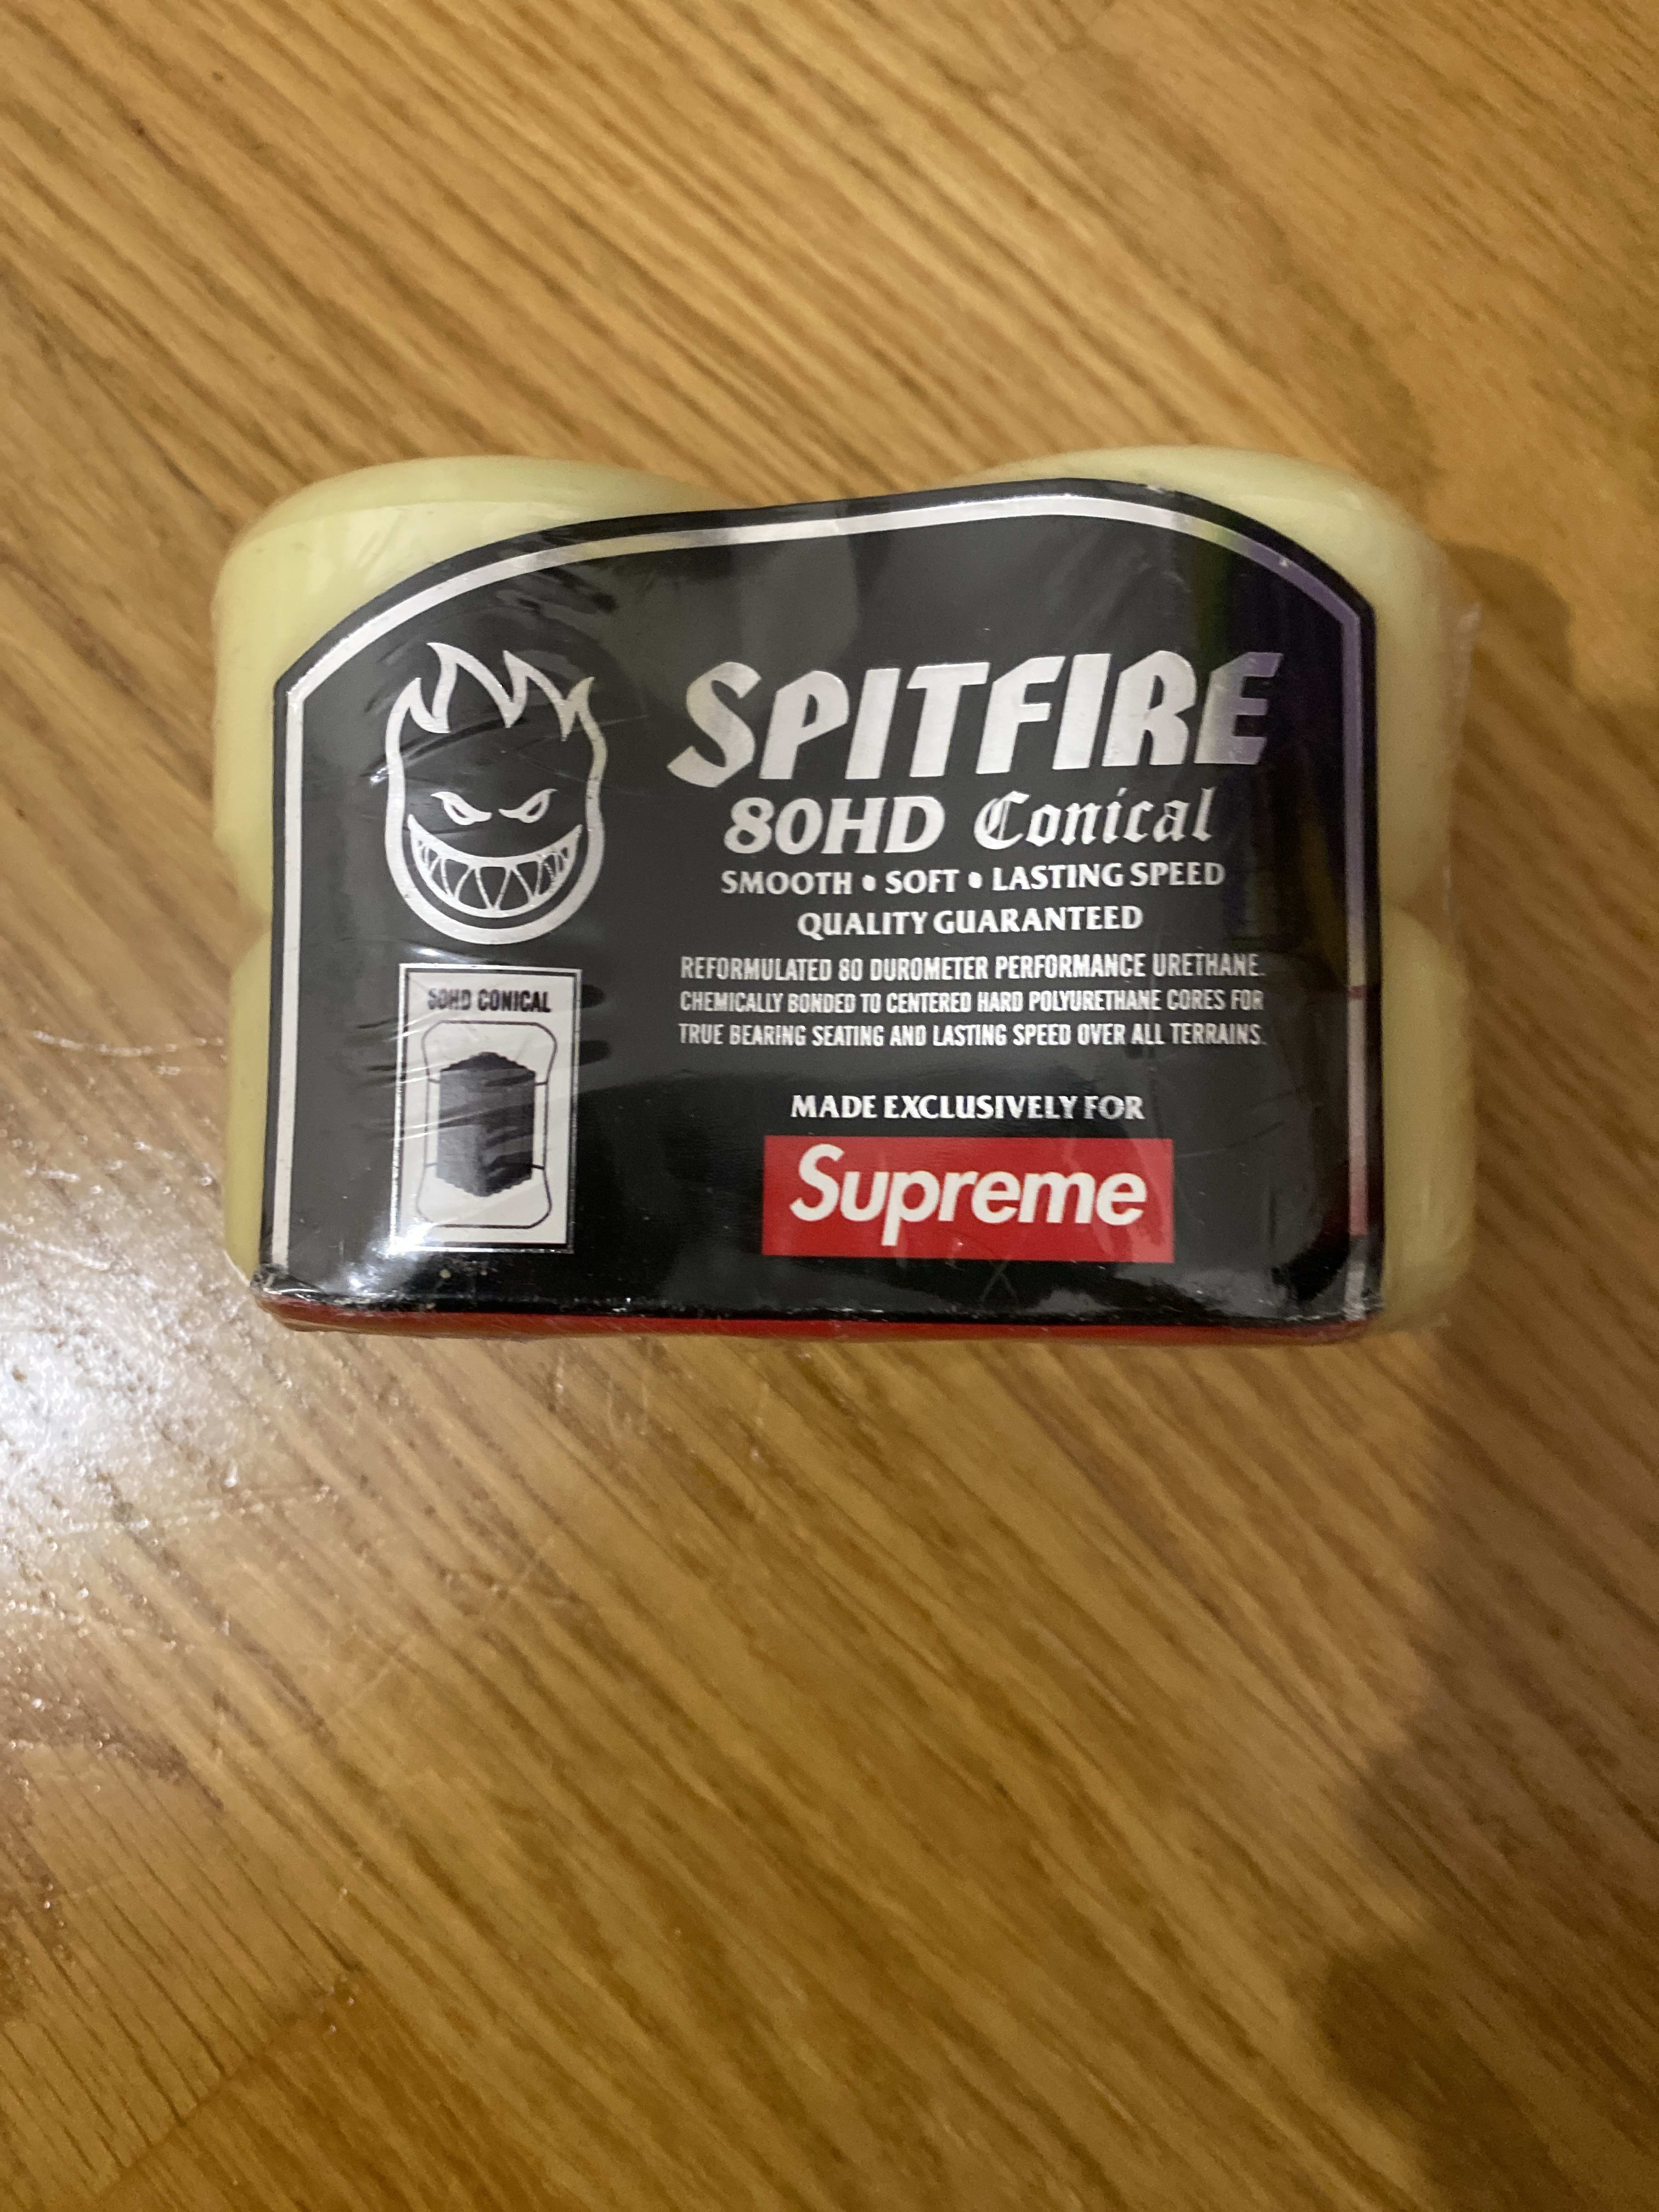 SPITFIRE
80HD Conical
SMOOTH • SOFT • LASTING SPEED
QUALITY GUARANTEED
REFORMULATED 80 DUROMETER PERFORMANCE URETHANE.
CHEMICALLY BONDED TO CENTERED HARD POLYURETHANE CORES FOR
TRUE BEARING SEATING AND LASTING SPEED OVER ALL TERRAINS.
80HD CONICAL
MADE EXCLUSIVELY FOR
Supreme